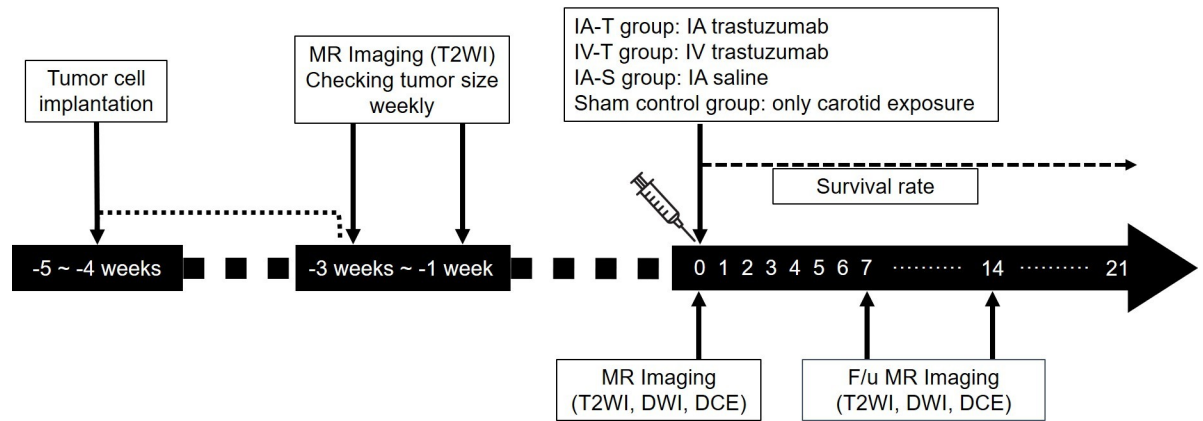 Tumor cell
implantation
MR Imaging (T2WI)
Checking tumor size
weekly
IA-T group: IA trastuzumab
IV-T group: IV trastuzumab
IA-S group: IA saline
Sham control group: only carotid exposure
Survival rate
-5 ~ -4 weeks
-3 weeks ~ -1 week
0 1 2 3 4 5 6 7 ·········· 14 ·········· 21
MR Imaging
(T2WI, DWI, DCE)
F/u MR Imaging
(T2WI, DWI, DCE)